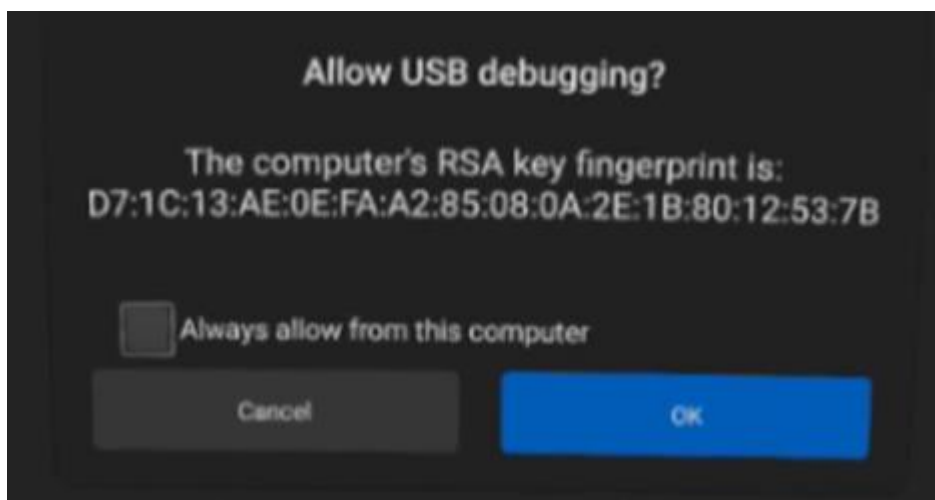 Allow USB debugging?
The computer's RSA key fingerprint is:
D7:1C:13:AE:0E:FA:A2:85:08:0A:2E:1B:80:12:53:7B
Always allow from this computer
Cancel
OK